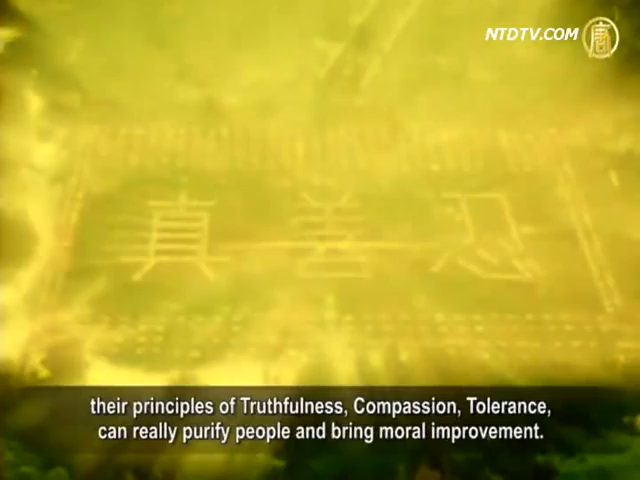 NTDTV.COM
唐
真善忍
their principles of Truthfulness, Compassion, Tolerance,
can really purify people and bring moral improvement.